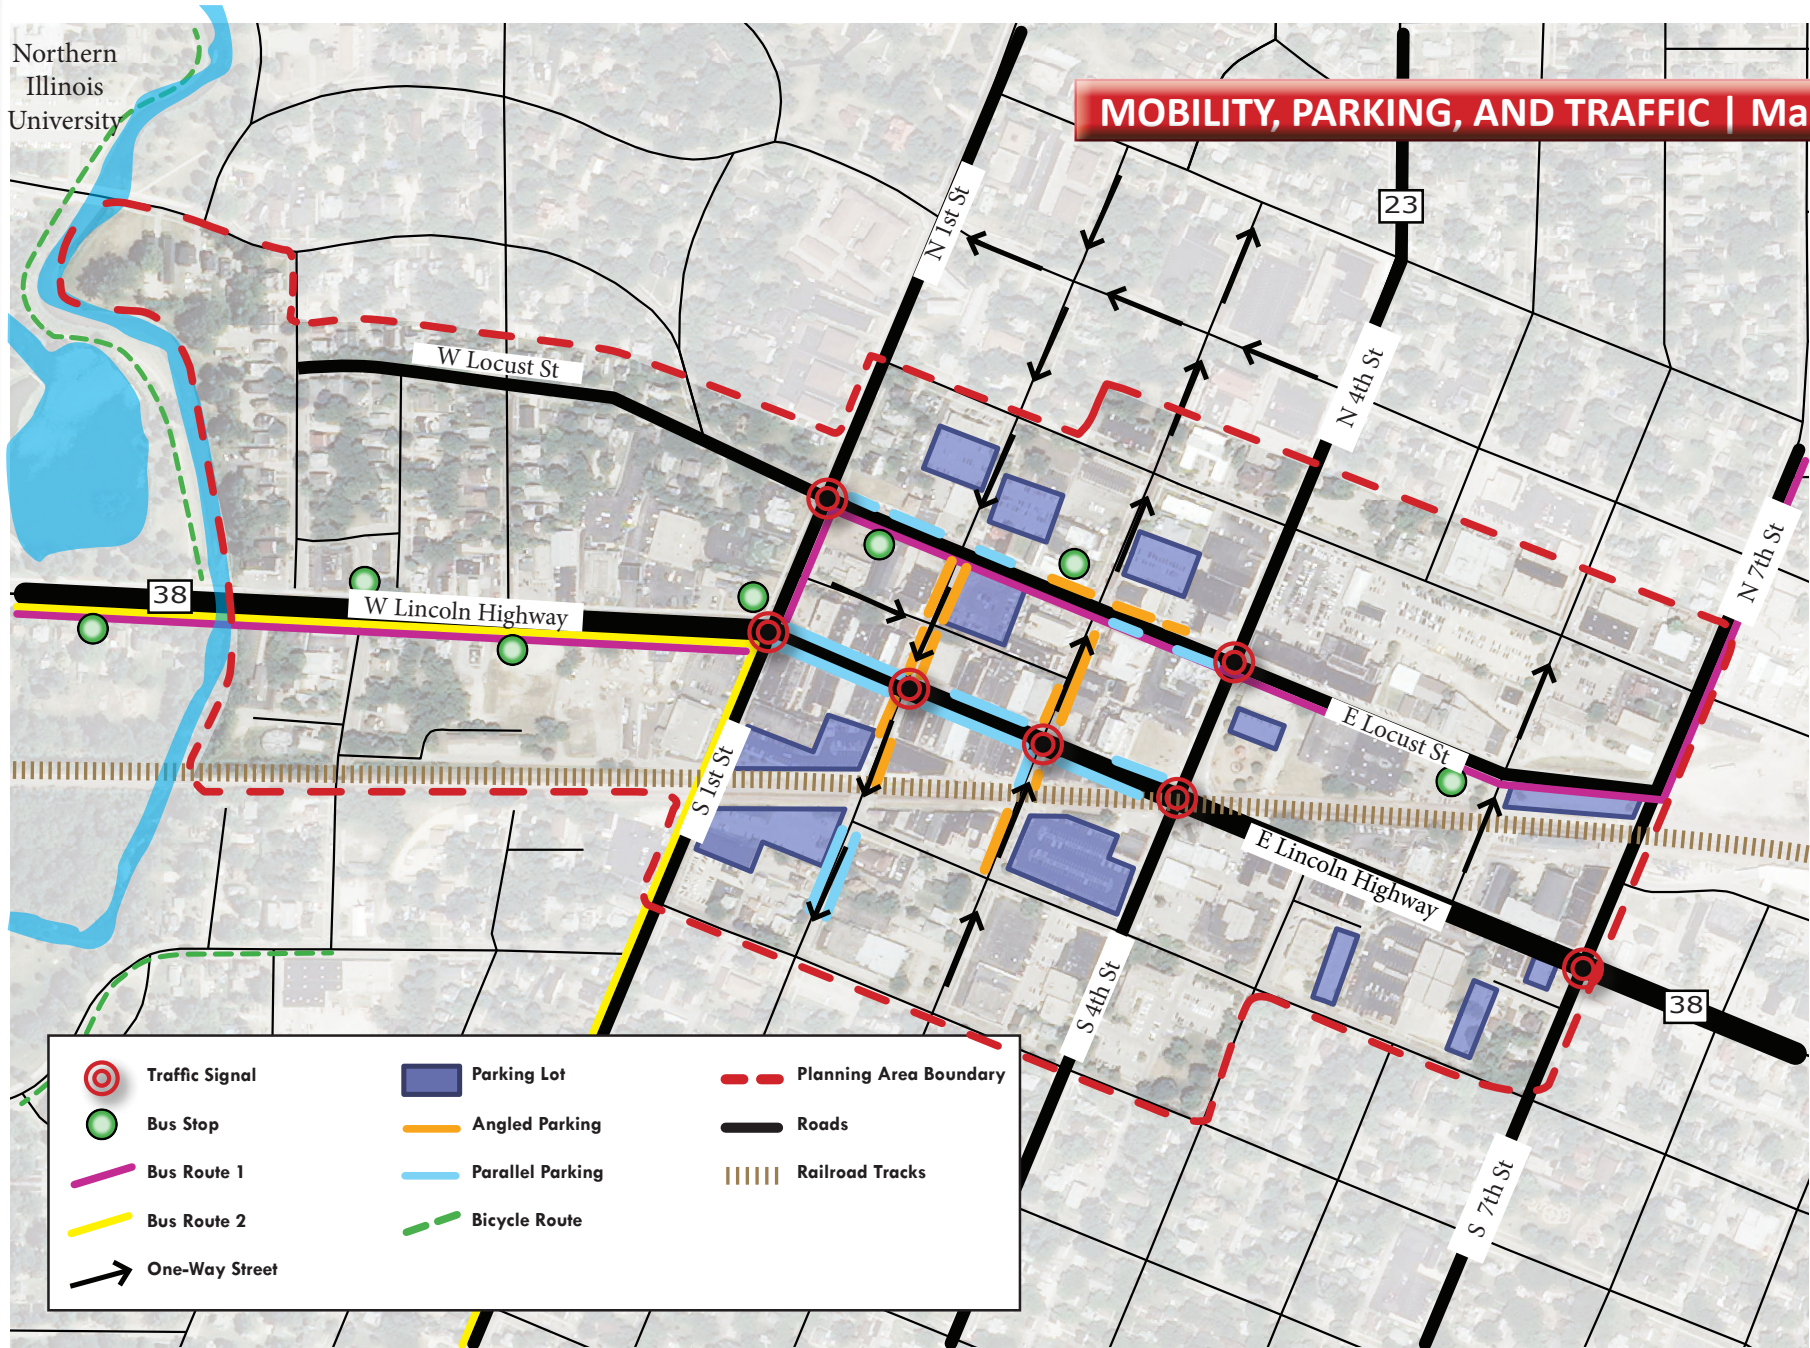 Northern
Illinois
University
MOBILITY, PARKING, AND TRAFFIC | Ma
23
N 1st St
N 4th St
W Locust St
N 7th St
38
W Lincoln Highway
E Locust St
S 1st St
E Lincoln Highway
S 4th St
38
S 7th St
Traffic Signal
Bus Stop
Bus Route 1
Bus Route 2
One-Way Street
Parking Lot
Angled Parking
Parallel Parking
Bicycle Route
Planning Area Boundary
Roads
Railroad Tracks